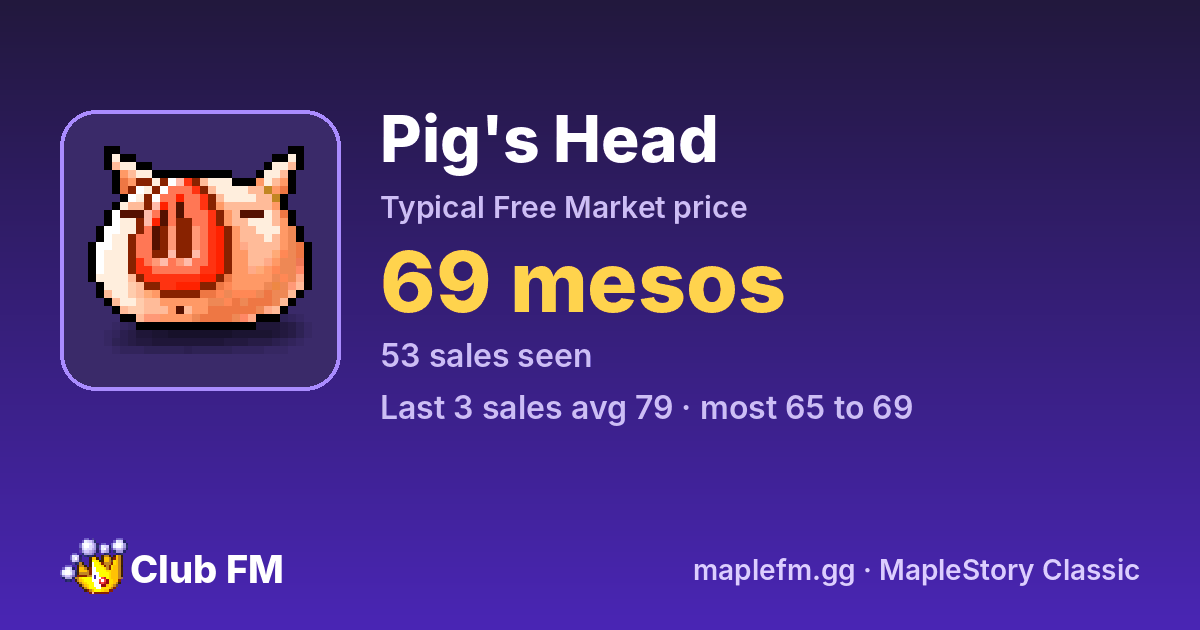 Pig's Head
Typical Free Market price
69 mesos
53 sales seen
Last 3 sales avg 79 · most 65 to 69
Club FM
maplefm.gg · MapleStory Classic